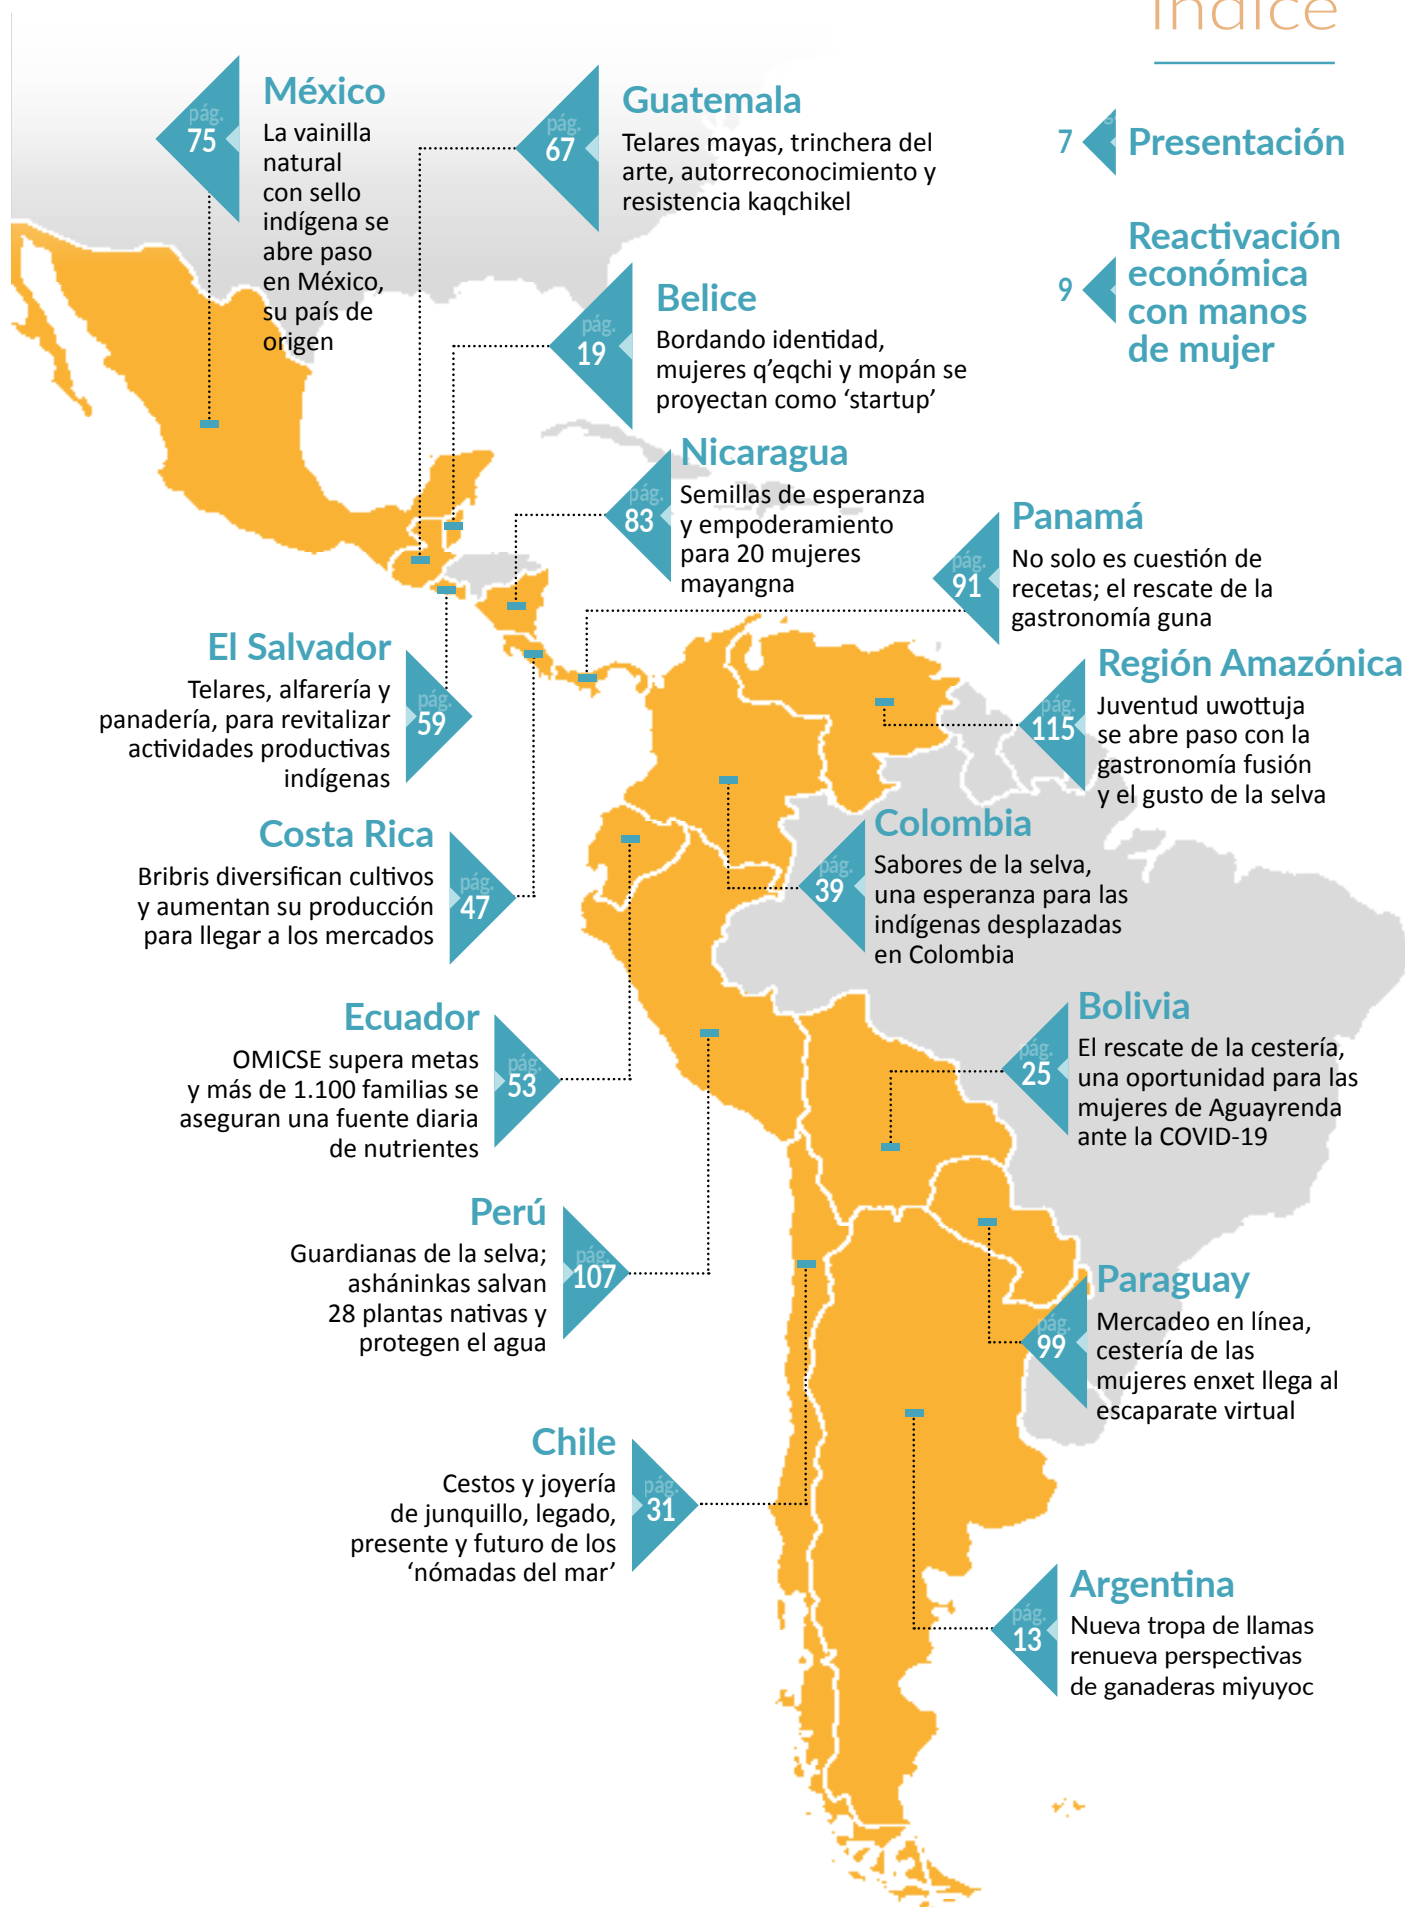 índice
7
Presentación
9
Reactivación
económica
con manos
de mujer
México
pág.
75
La vainilla
natural
con sello
indígena se
abre paso
en México,
su país de
origen
Guatemala
pág.
67
Telares mayas, trinchera del
arte, autorreconocimiento y
resistencia kaqchikel
Belice
pág.
19
Bordando identidad,
mujeres q’eqchi y mopán se
proyectan como ‘startup’
Nicaragua
pág.
83
Semillas de esperanza
y empoderamiento
para 20 mujeres
mayangna
Panamá
pág.
91
No solo es cuestión de
recetas; el rescate de la
gastronomía guna
El Salvador
pág.
59
Telares, alfarería y
panadería, para revitalizar
actividades productivas
indígenas
Región Amazónica
pág.
115
Juventud uwottuja
se abre paso con la
gastronomía fusión
y el gusto de la selva
Costa Rica
pág.
47
Bribris diversifican cultivos
y aumentan su producción
para llegar a los mercados
Colombia
pág.
39
Sabores de la selva,
una esperanza para las
indígenas desplazadas
en Colombia
Ecuador
pág.
53
OMICSE supera metas
y más de 1.100 familias se
aseguran una fuente diaria
de nutrientes
Bolivia
pág.
25
El rescate de la cestería,
una oportunidad para las
mujeres de Aguayrenda
ante la COVID-19
Perú
pág.
107
Guardianas de la selva;
asháninkas salvan
28 plantas nativas y
protegen el agua
Paraguay
pág.
99
Mercadeo en línea,
cestería de las
mujeres enxet llega al
escaparate virtual
Chile
pág.
31
Cestos y joyería
de junquillo, legado,
presente y futuro de los
‘nómadas del mar’
Argentina
pág.
13
Nueva tropa de llamas
renueva perspectivas
de ganaderas miyuyoc